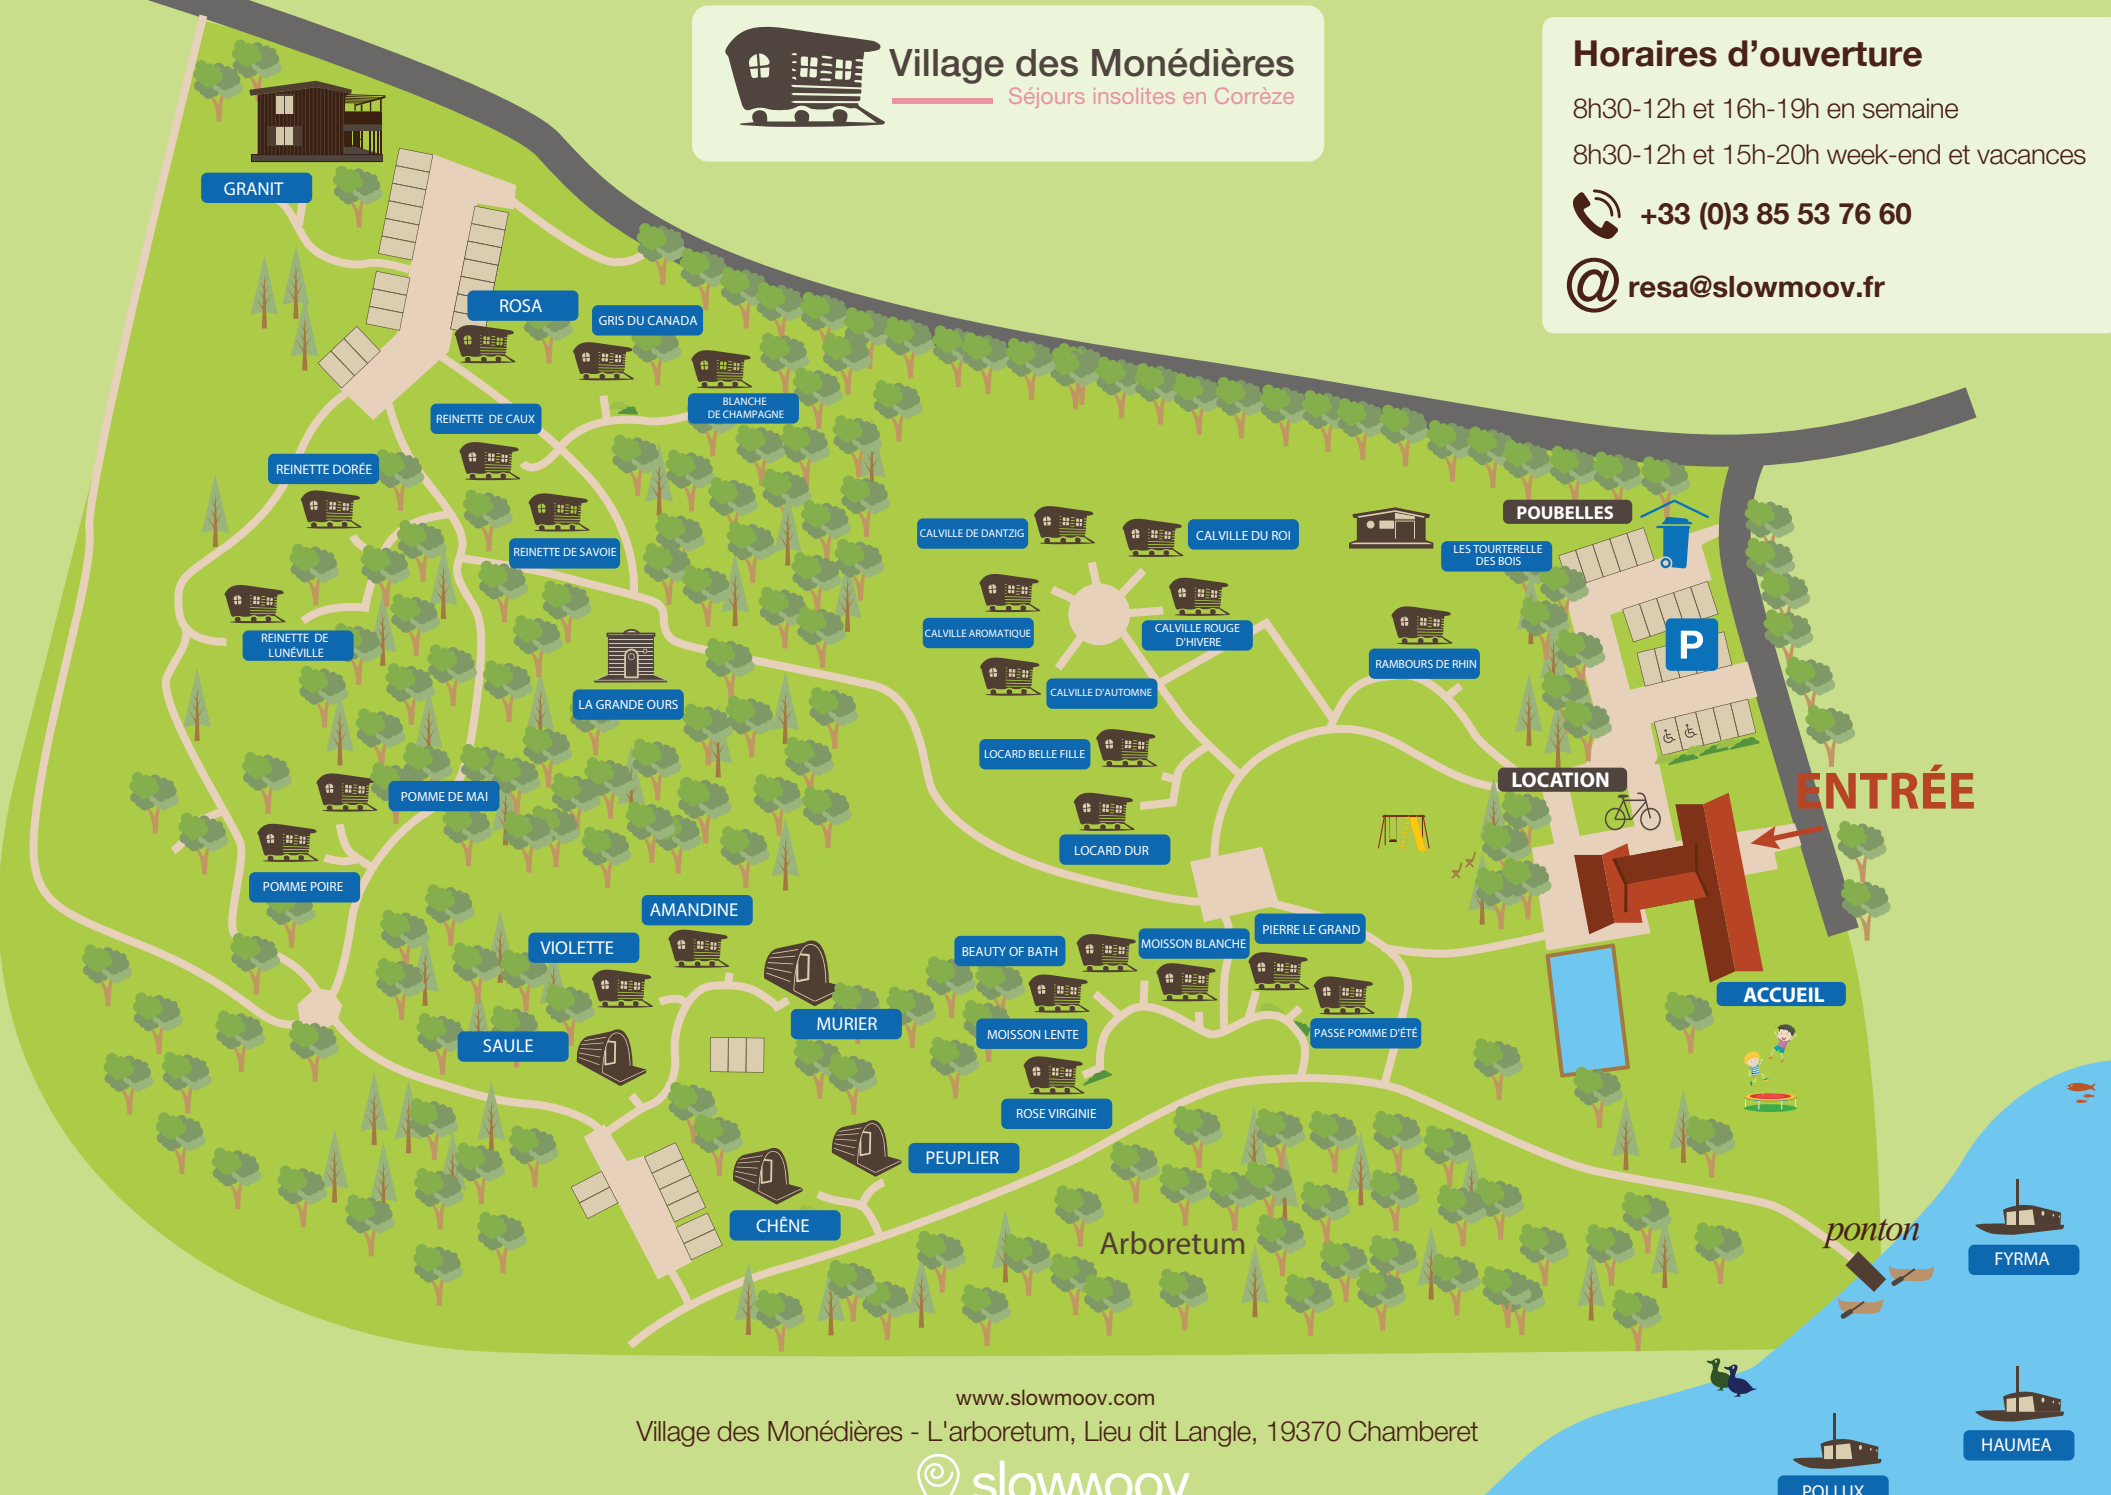 Village des Monédières
Séjours insolites en Corrèze
Horaires d’ouverture
8h30-12h et 16h-19h en semaine
8h30-12h et 15h-20h week-end et vacances
+33 (0)3 85 53 76 60
@ resa@slowmoov.fr
GRANIT
ROSA
GRIS DU CANADA
BLANCHE
DE CHAMPAGNE
REINETTE DE CAUX
REINETTE DORÉE
REINETTE DE SAVOIE
REINETTE DE
LUNÉVILLE
LA GRANDE OURS
POMME DE MAI
POMME POIRE
CALVILLE DE DANTZIG
CALVILLE DU ROI
CALVILLE AROMATIQUE
CALVILLE ROUGE
D'HIVERE
CALVILLE D'AUTOMNE
LOCARD BELLE FILLE
LOCARD DUR
POUBELLES
LES TOURTERELLE
DES BOIS
RAMBOURS DE RHIN
P
LOCATION
ENTRÉE
ACCUEIL
AMANDINE
VIOLETTE
MURIER
SAULE
BEAUTY OF BATH
MOISSON BLANCHE
PIERRE LE GRAND
MOISSON LENTE
PASSE POMME D'ÉTÉ
ROSE VIRGINIE
PEUPLIER
CHÊNE
Arboretum
ponton
FYRMA
HAUMEA
POLLUX
www.slowmoov.com
Village des Monédières - L'arboretum, Lieu dit Langle, 19370 Chamberet
slowmoov